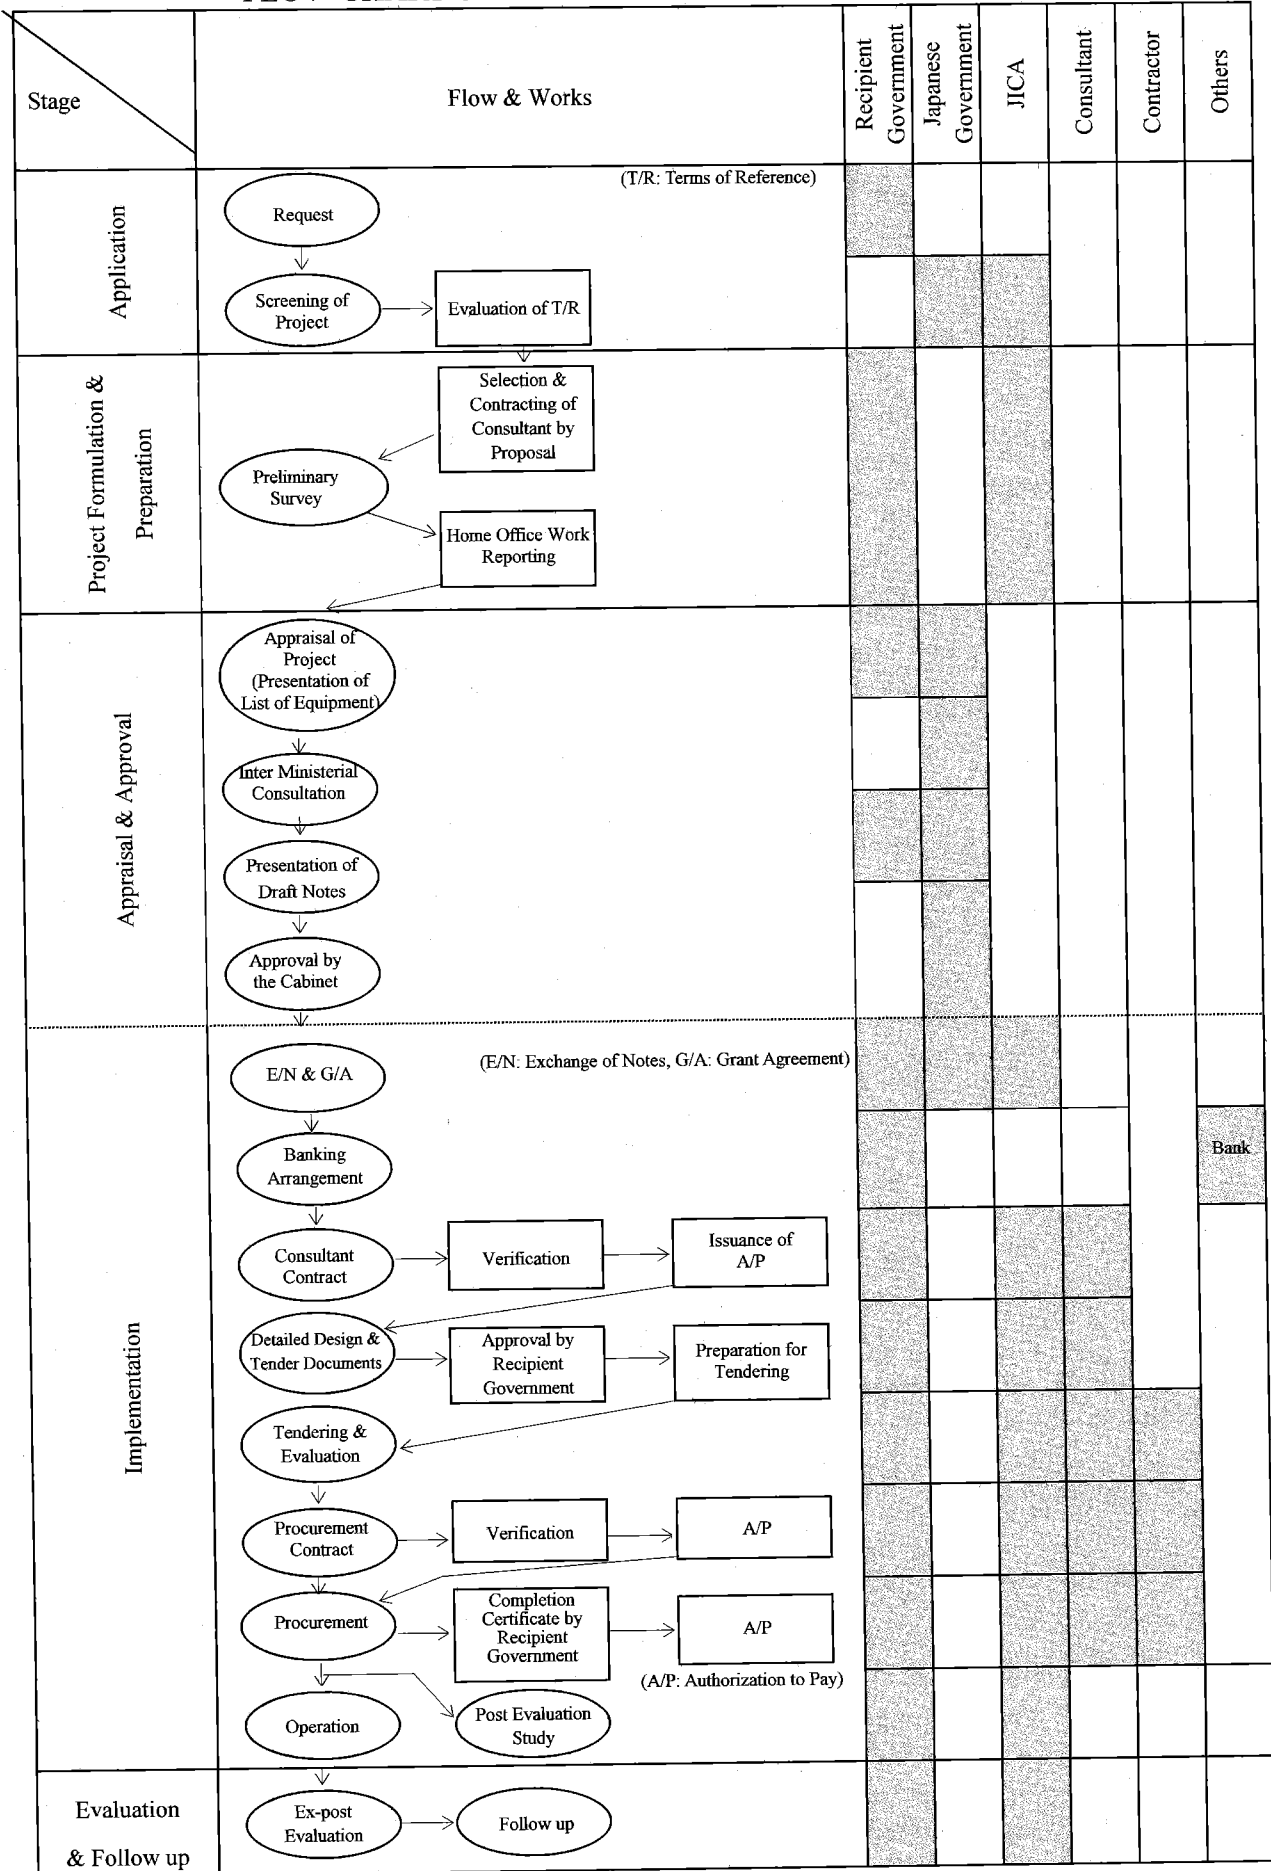 Stage
Flow & Works
Recipient
Government
Japanese
Government
JICA
Consultant
Contractor
Others
Application
(T/R: Terms of Reference)
Request
Screening of
Project
Evaluation of T/R
Project Formulation &
Preparation
Selection &
Contracting of
Consultant by
Proposal
Preliminary
Survey
Home Office Work
Reporting
Appraisal & Approval
Appraisal of
Project
(Presentation of
List of Equipment)
Inter Ministerial
Consultation
Presentation of
Draft Notes
Approval by
the Cabinet
Implementation
E/N & G/A
(E/N: Exchange of Notes, G/A: Grant Agreement)
Banking
Arrangement
Bank
Consultant
Contract
Verification
Issuance of
A/P
Detailed Design &
Tender Documents
Approval by
Recipient
Government
Preparation for
Tendering
Tendering &
Evaluation
Procurement
Contract
Verification
A/P
Procurement
Completion
Certificate by
Recipient
Government
A/P
(A/P: Authorization to Pay)
Operation
Post Evaluation
Study
Evaluation
& Follow up
Ex-post
Evaluation
Follow up